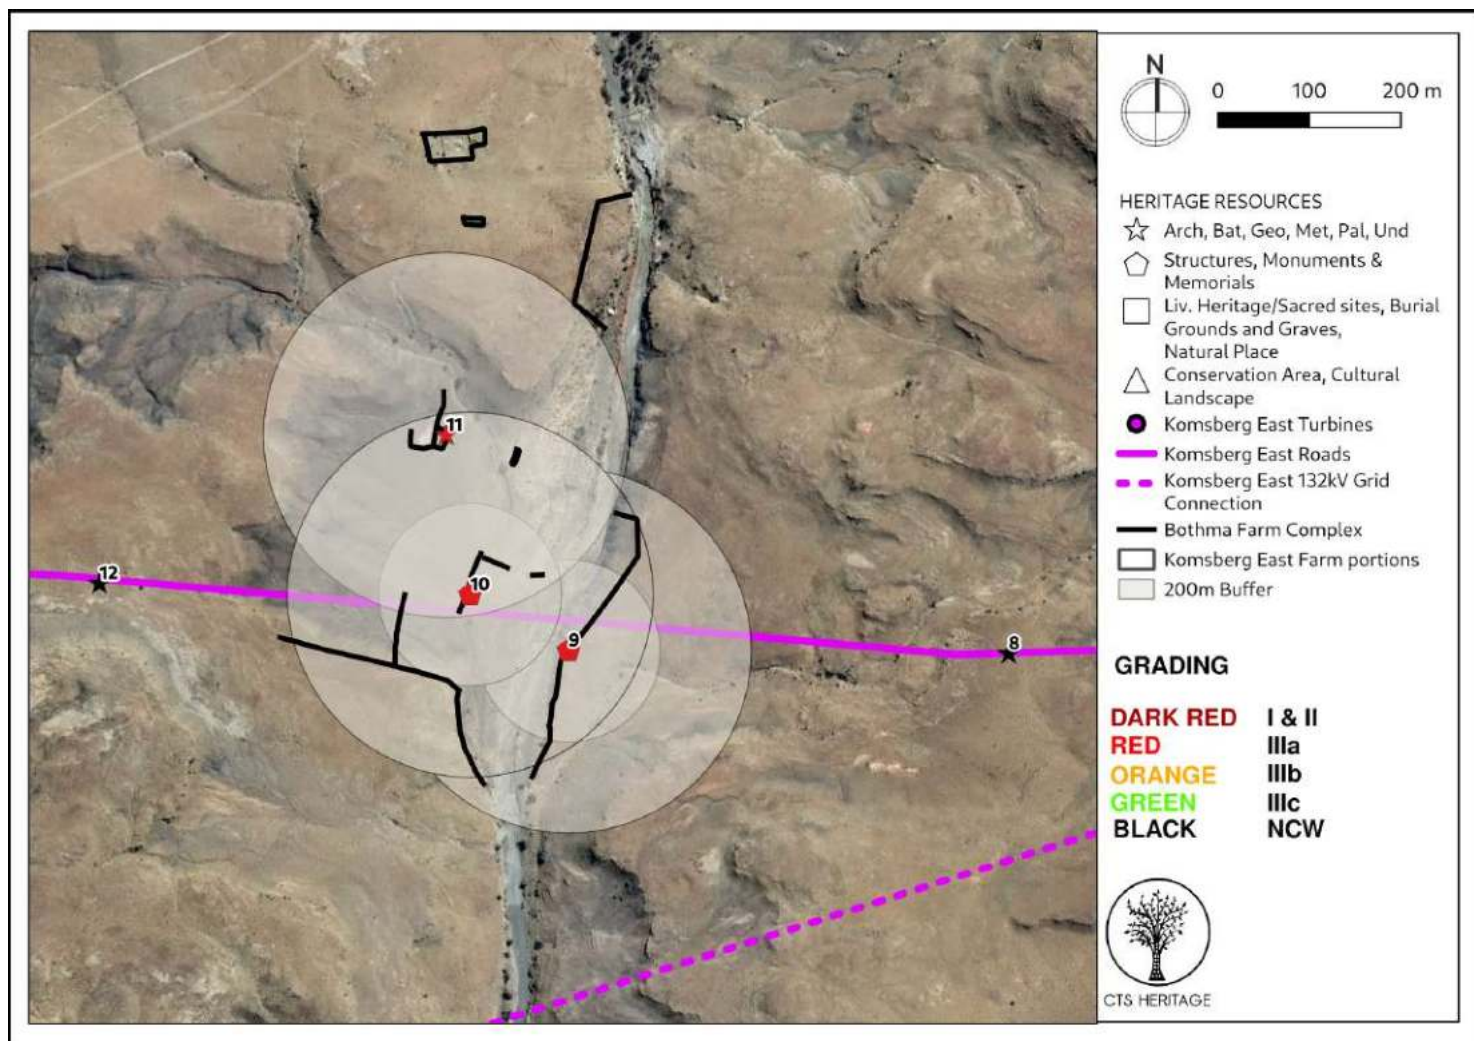 N
0 100 200 m
HERITAGE RESOURCES
Arch, Bat, Geo, Met, Pal, Und
Structures, Monuments &
Memorials
Liv. Heritage/Sacred sites, Burial
Grounds and Graves,
Natural Place
Conservation Area, Cultural
Landscape
Komsberg East Turbines
Komsberg East Roads
Komsberg East 132kV Grid
Connection
Bothma Farm Complex
Komsberg East Farm portions
200m Buffer
GRADING
DARK RED I & II
RED IIIa
ORANGE IIIb
GREEN IIIc
BLACK NCW
CTS HERITAGE
11
12
10
9
8